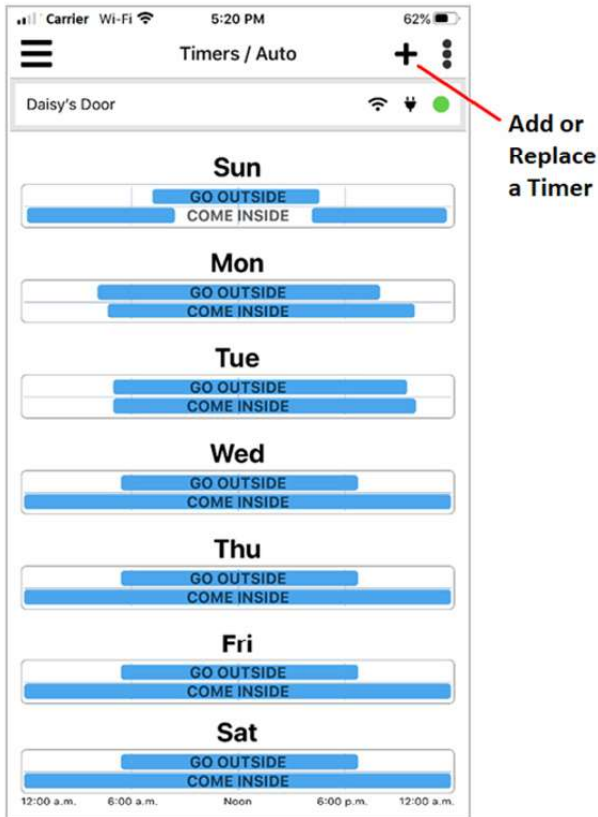 Carrier Wi-Fi 5:20 PM 62%
Timers / Auto
Daisy's Door
Add or
Replace
a Timer
Sun
GO OUTSIDE
COME INSIDE
Mon
GO OUTSIDE
COME INSIDE
Tue
GO OUTSIDE
COME INSIDE
Wed
GO OUTSIDE
COME INSIDE
Thu
GO OUTSIDE
COME INSIDE
Fri
GO OUTSIDE
COME INSIDE
Sat
GO OUTSIDE
COME INSIDE
12:00 a.m. 6:00 a.m. Noon 6:00 p.m. 12:00 a.m.